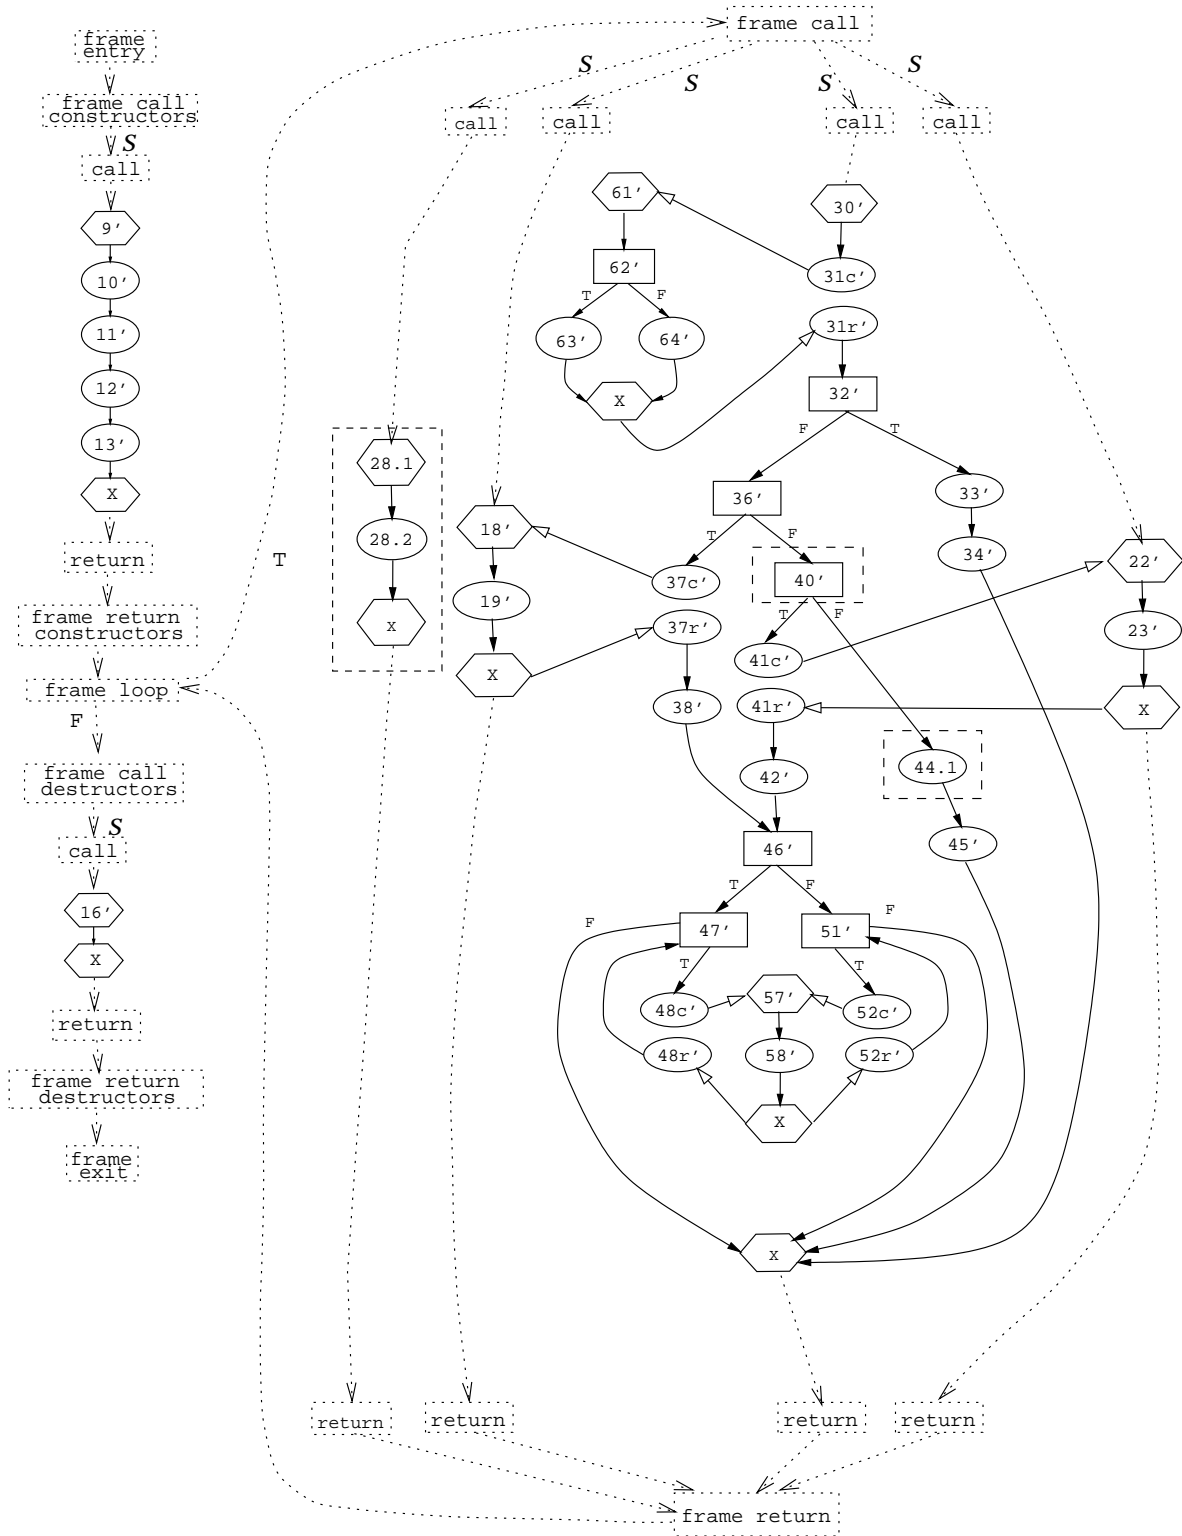 frame entry
frame call constructors
S
call
9′
10′
11′
12′
13′
X
return
frame return constructors
frame loop
T
F
frame call destructors
S
call
16′
X
return
frame return destructors
frame exit
frame call
S
S
S
S
call
call
call
call
61′
30′
62′
31c′
T
F
63′
64′
31r′
X
32′
F
T
28.1
36′
33′
18′
T
F
28.2
37c′
40′
34′
22′
19′
T
F
x
37r′
41c′
23′
X
38′
41r′
X
42′
44.1
46′
45′
T
F
F
47′
51′
F
T
T
48c′
57′
52c′
48r′
58′
52r′
X
x
return
return
return
return
frame return